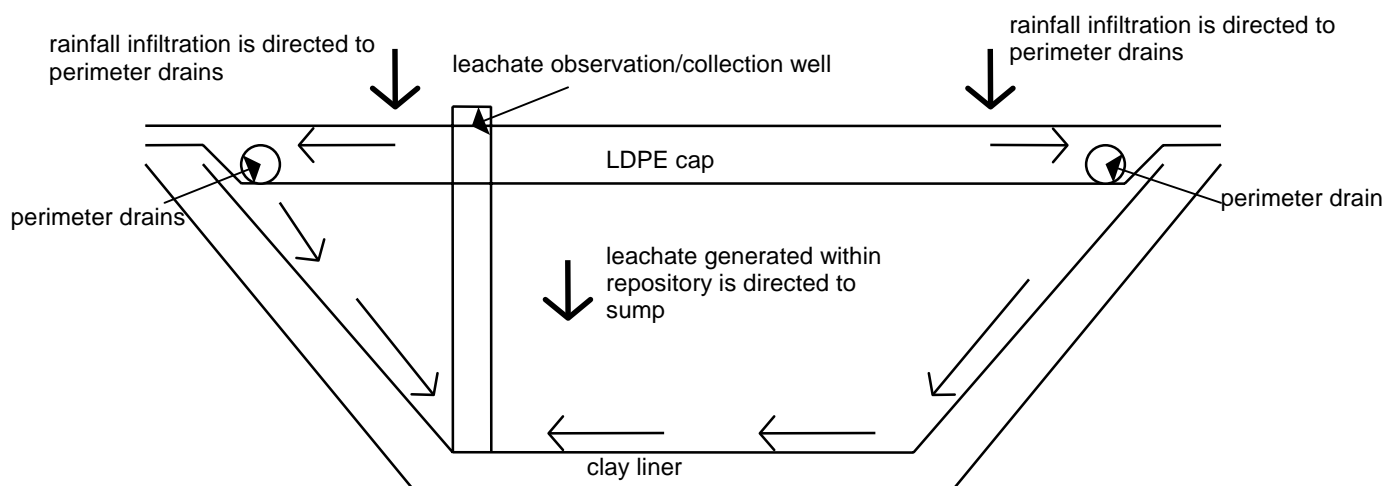 rainfall infiltration is directed to
perimeter drains
rainfall infiltration is directed to
perimeter drains
leachate observation/collection well
LDPE cap
perimeter drains
perimeter drain
leachate generated within
repository is directed to
sump
clay liner